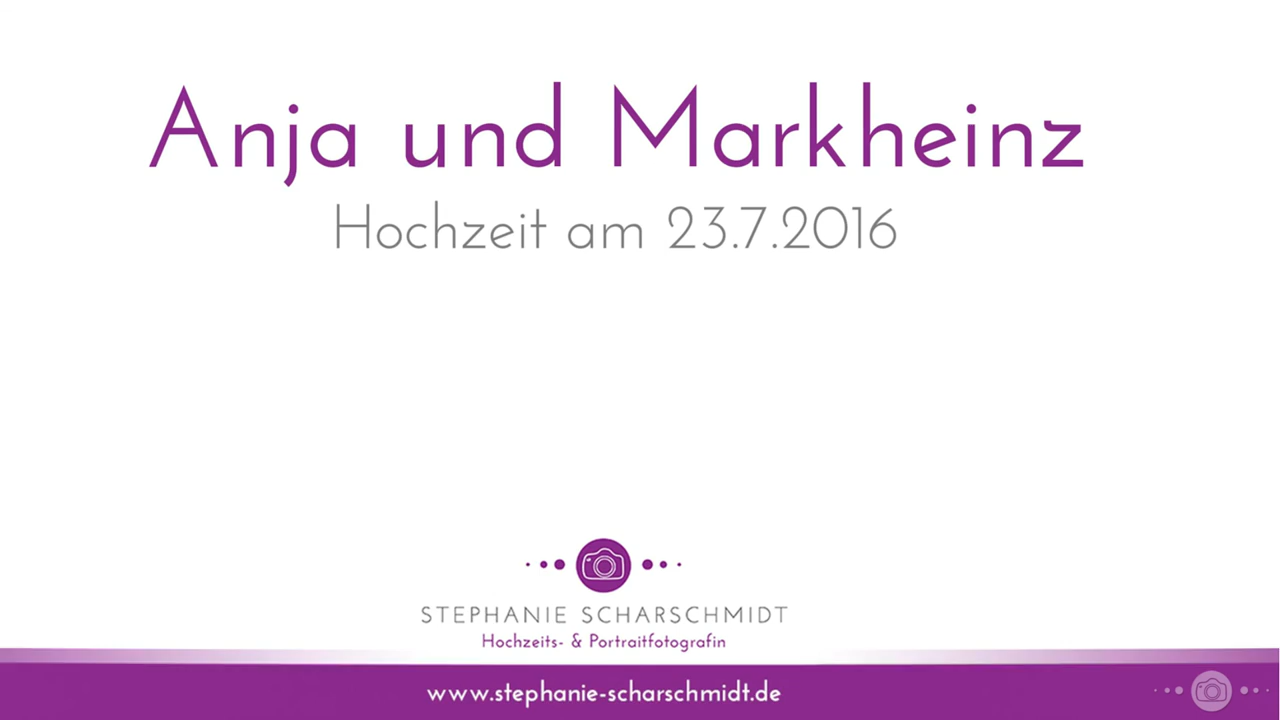 Anja und Markheinz
Hochzeit am 23.7.2016
STEPHANIE SCHARSCHMIDT
Hochzeits- & Portraitfotografin
www.stephanie-scharschmidt.de